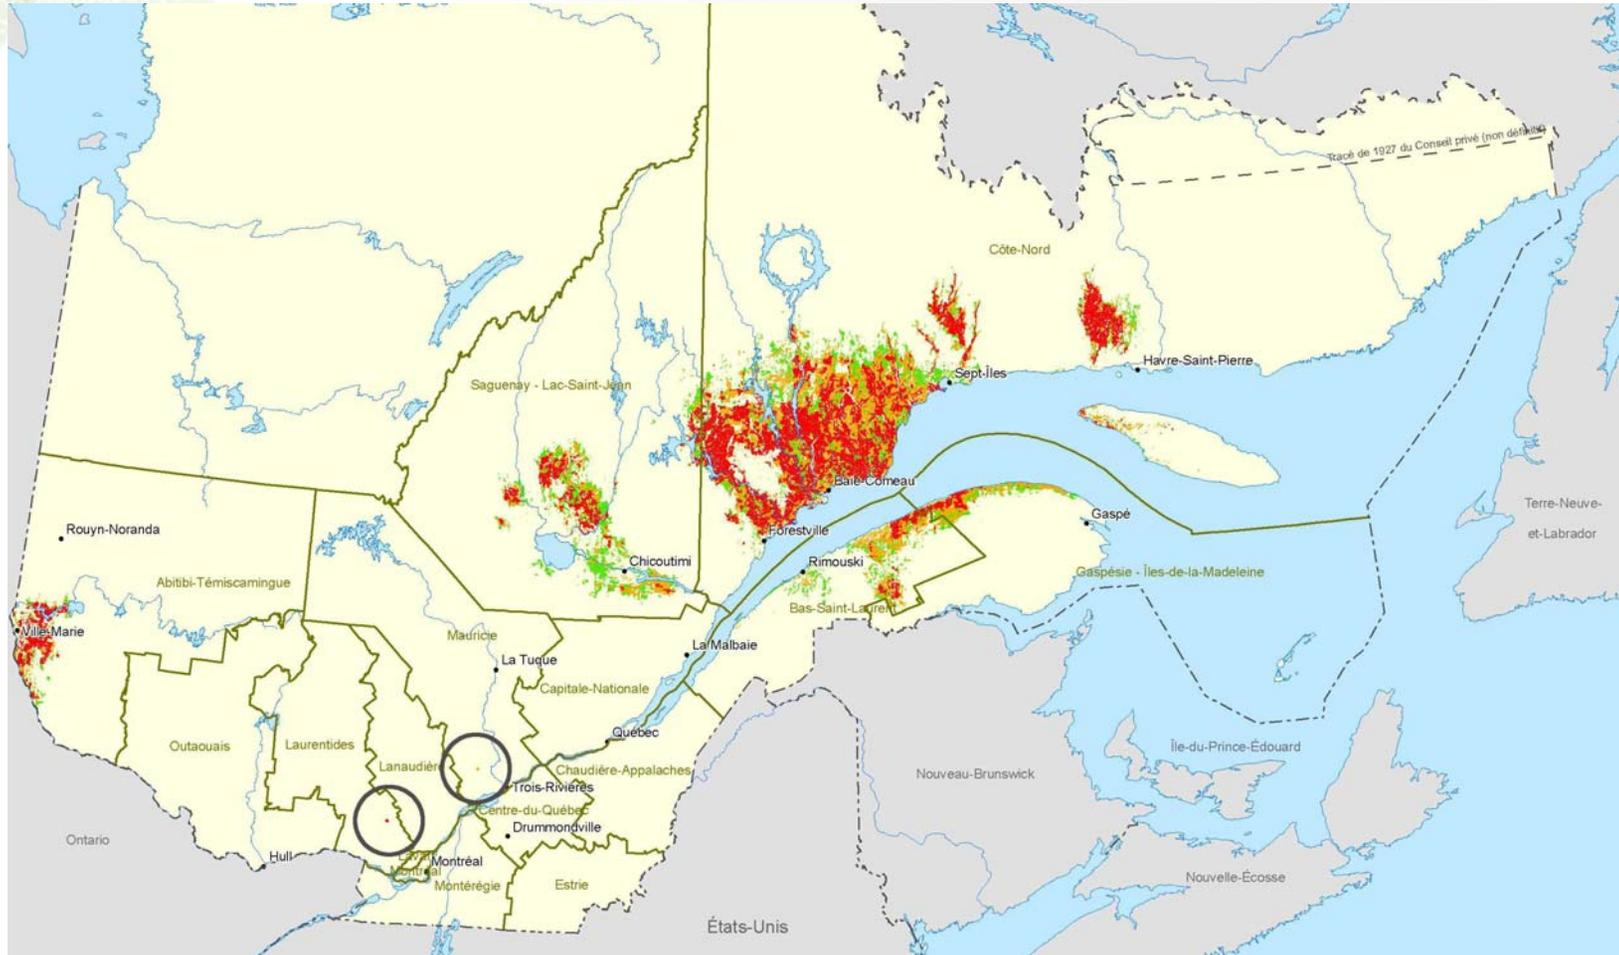 Tracé de 1927 du Conseil privé (non définitif)
Côte-Nord
Havre-Saint-Pierre
Sept-Îles
Saguenay - Lac-Saint-Jean
Baie-Comeau
Terre-Neuve-
et-Labrador
Gaspé
Rouyn-Noranda
Forestville
Chicoutimi
Rimouski
Gaspésie - Îles-de-la-Madeleine
Abitibi-Témiscamingue
Bas-Saint-Laurent
Ville-Marie
Mauricie
La Malbaie
La Tuque
Capitale-Nationale
Québec
Outaouais
Laurentides
Île-du-Prince-Édouard
Lanaudière
Chaudière-Appalaches
Nouveau-Brunswick
Trois-Rivières
Centre-du-Québec
Drummondville
Ontario
Hull
Laval
Montréal
Montréal
Montérégie
Estrie
Nouvelle-Écosse
États-Unis